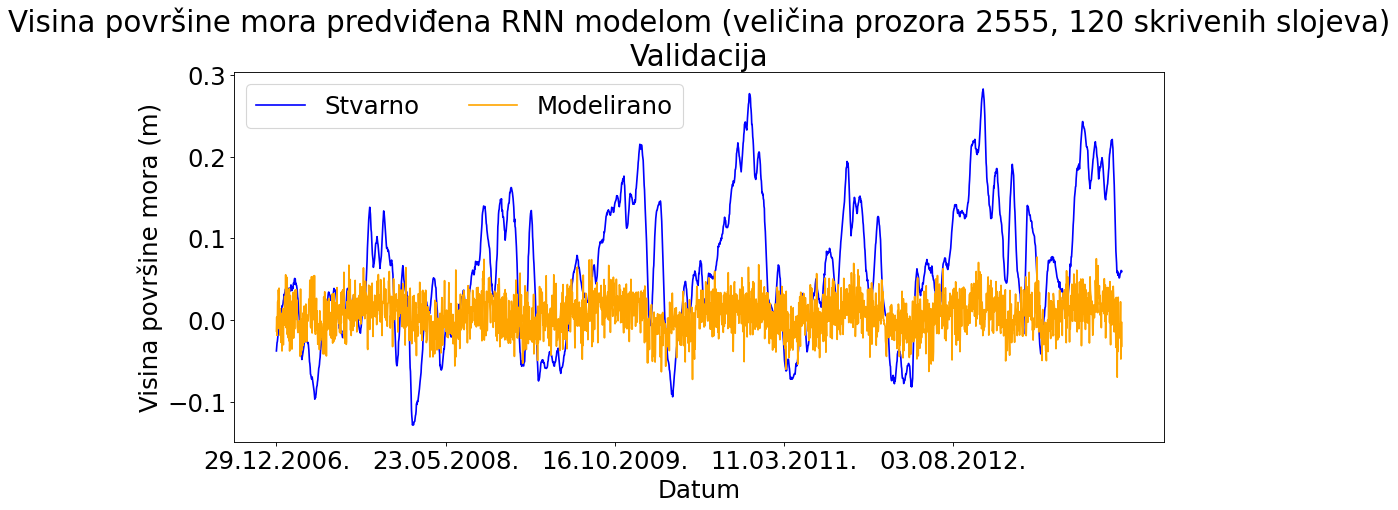 Visina površine mora predviđena RNN modelom (veličina prozora 2555, 120 skrivenih slojeva)
Validacija
Stvarno Modelirano
Visina površine mora (m)
0.3
0.2
0.1
0.0
−0.1
29.12.2006. 23.05.2008. 16.10.2009. 11.03.2011. 03.08.2012.
Datum